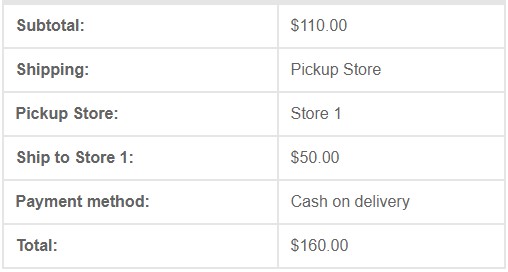 Subtotal: $110.00
Shipping: Pickup Store
Pickup Store: Store 1
Ship to Store 1: $50.00
Payment method: Cash on delivery
Total: $160.00